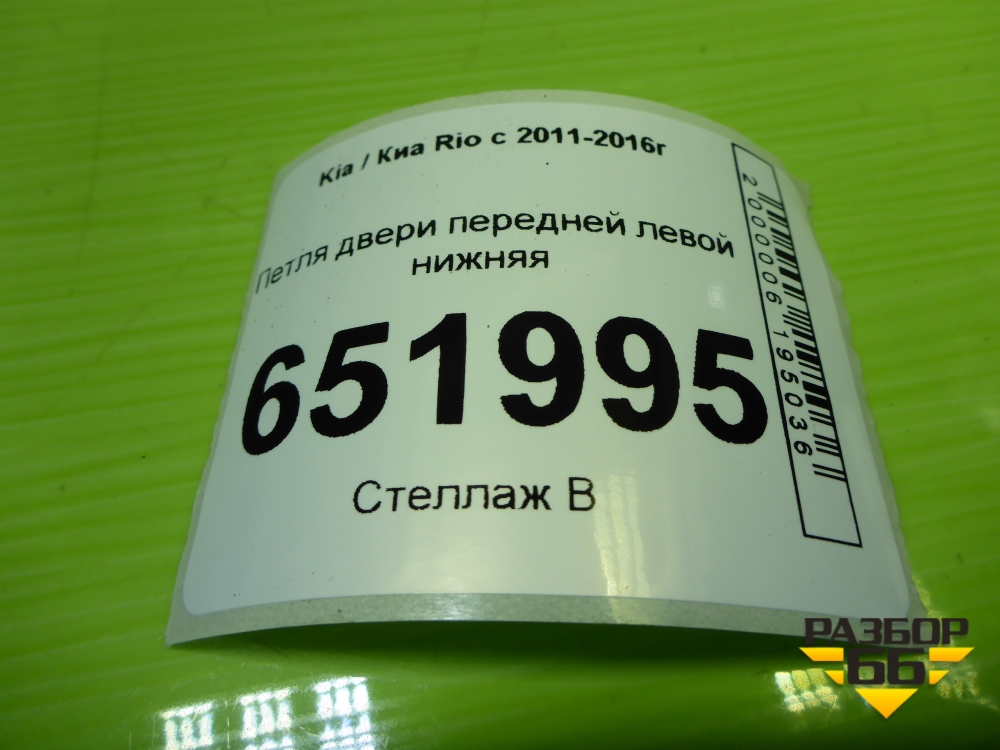 Kia / Киа Rio с 2011-2016г
Петля двери передней левой
нижняя
651995
Стеллаж В
2000006195036
РАЗБОР
66